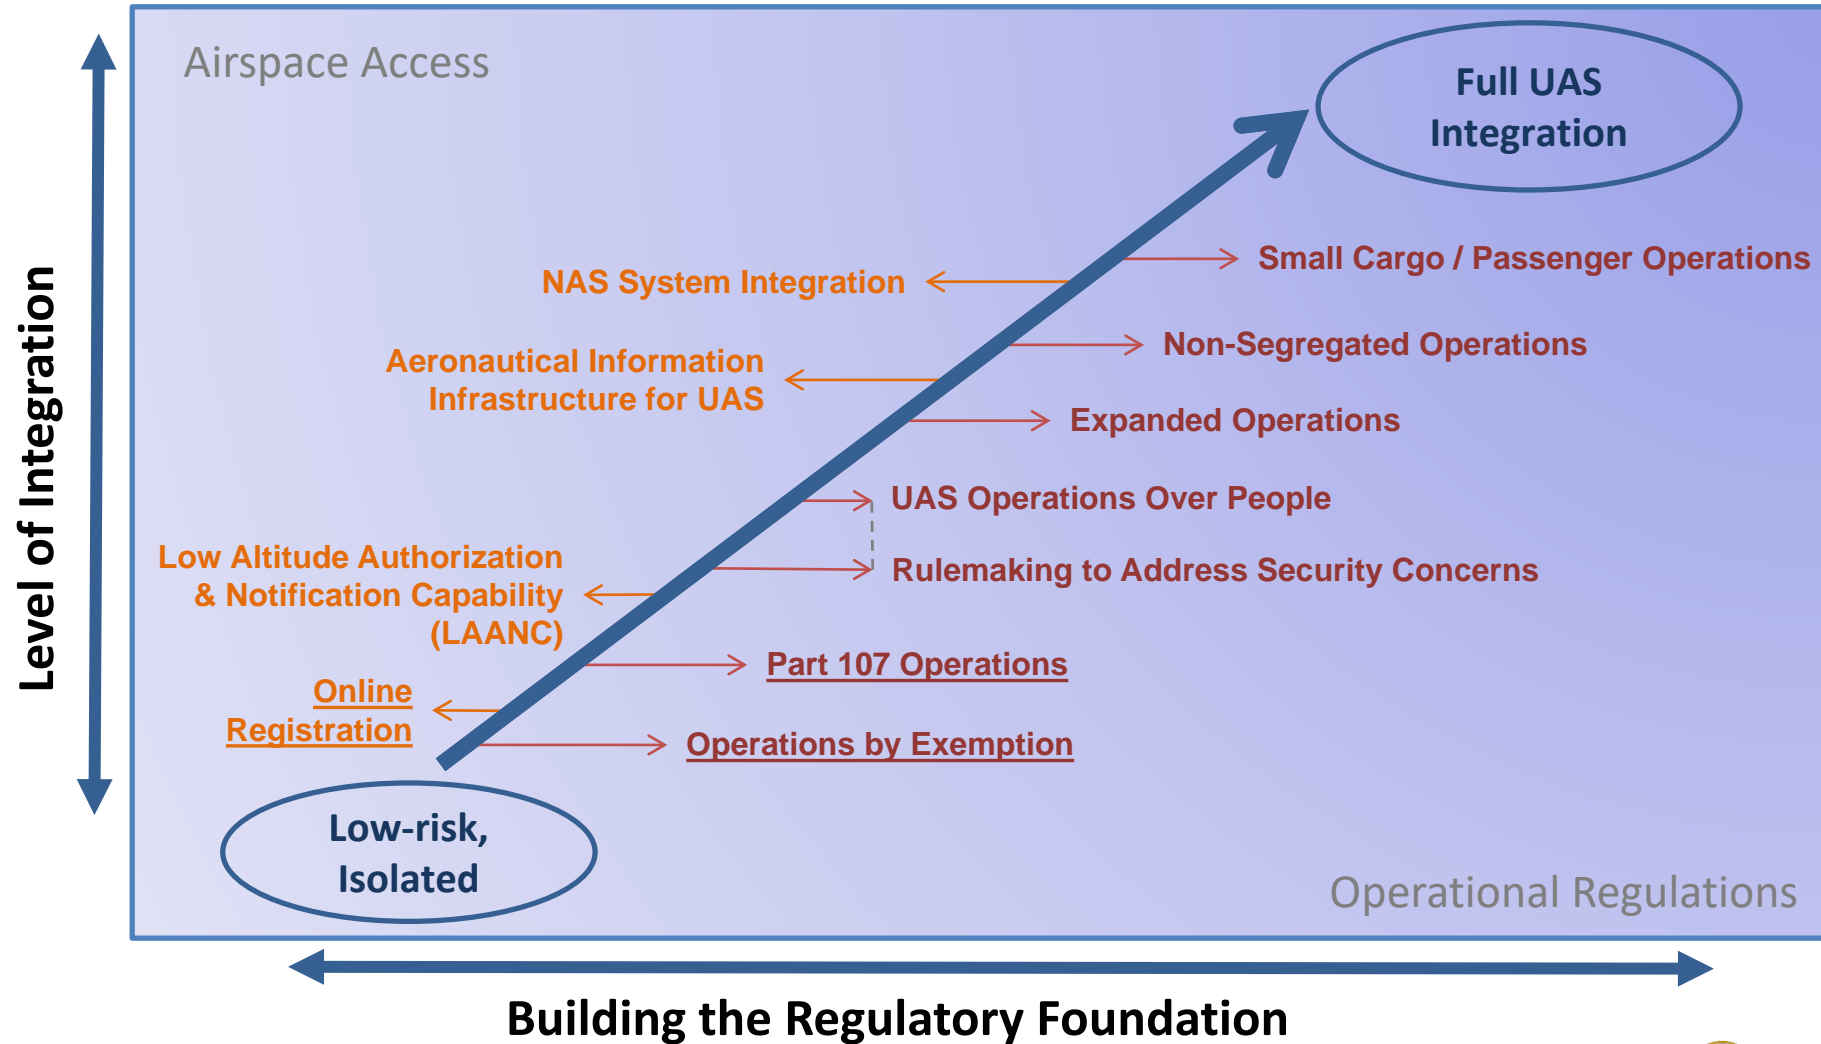 Airspace Access
Full UAS
Integration
Small Cargo / Passenger Operations
NAS System Integration
Non-Segregated Operations
Aeronautical Information
Infrastructure for UAS
Expanded Operations
UAS Operations Over People
Low Altitude Authorization
& Notification Capability
(LAANC)
Rulemaking to Address Security Concerns
Part 107 Operations
Online
Registration
Operations by Exemption
Low-risk,
Isolated
Operational Regulations
Level of Integration
Building the Regulatory Foundation